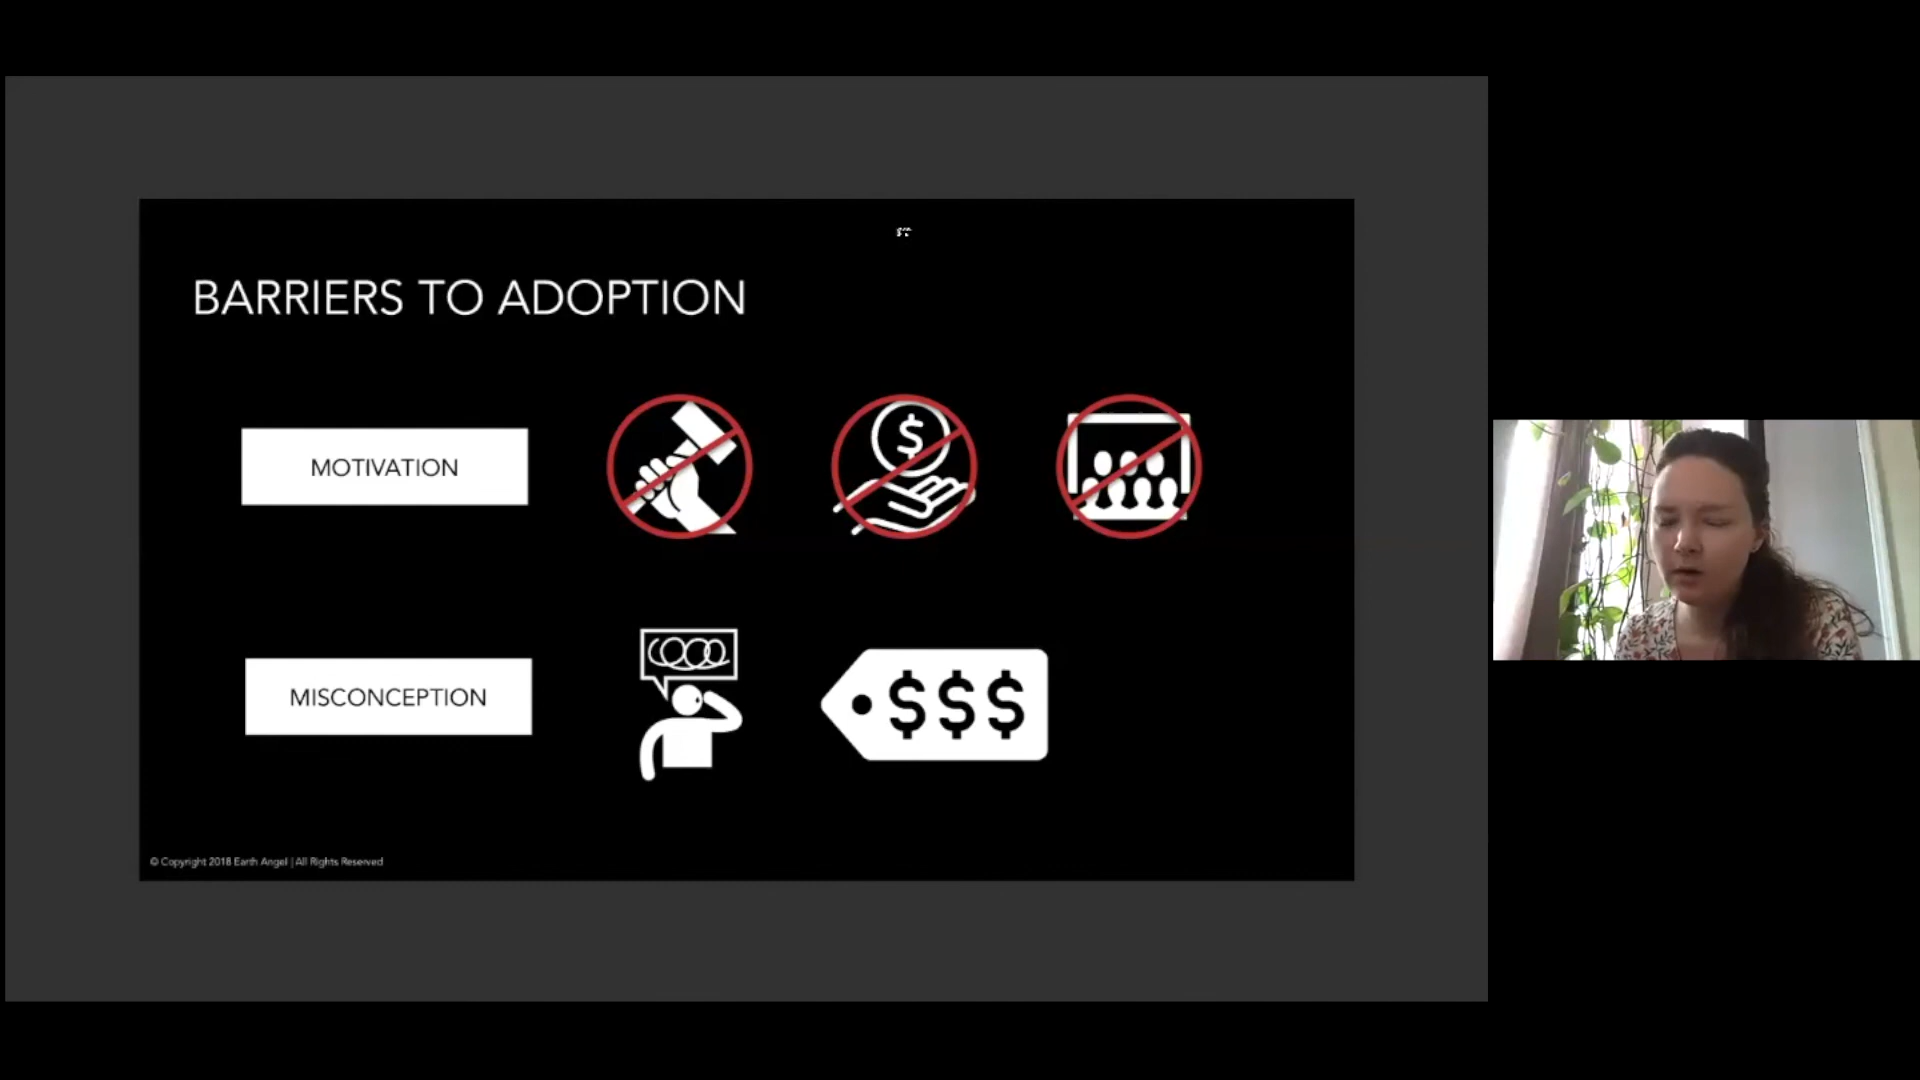 BARRIERS TO ADOPTION
MOTIVATION
$
MISCONCEPTION
$$$
© Copyright 2018 Earth Angel | All Rights Reserved